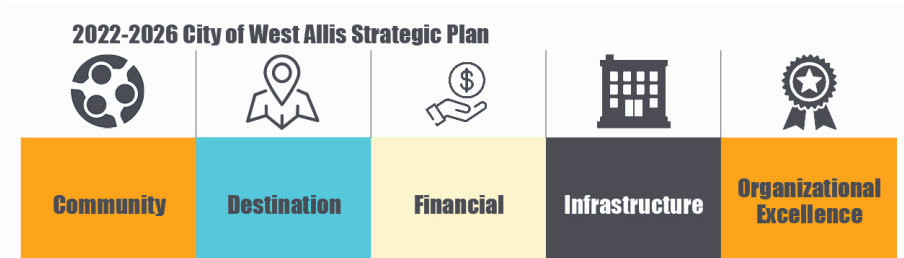 2022-2026 City of West Allis Strategic Plan
$
Community
Destination
Financial
Infrastructure
Organizational
Excellence